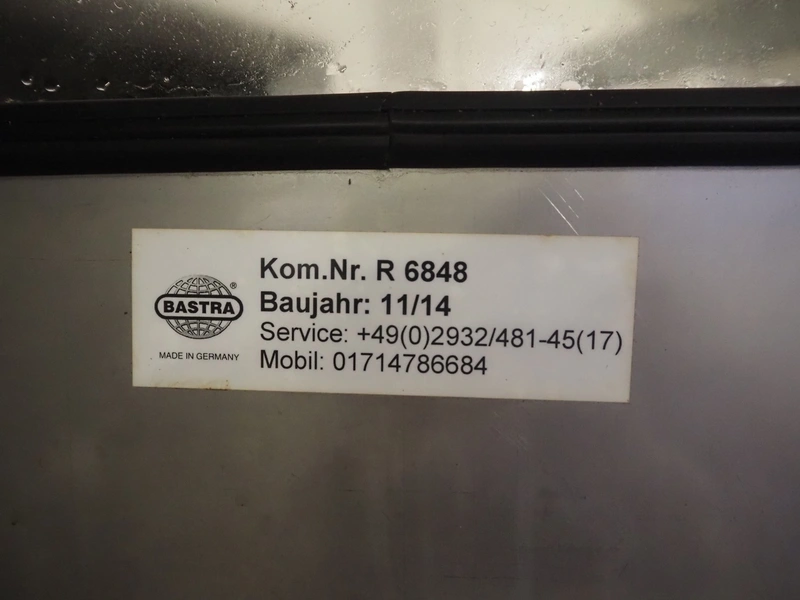 BASTRA®
MADE IN GERMANY
Kom.Nr. R 6848
Baujahr: 11/14
Service: +49(0)2932/481-45(17)
Mobil: 01714786684